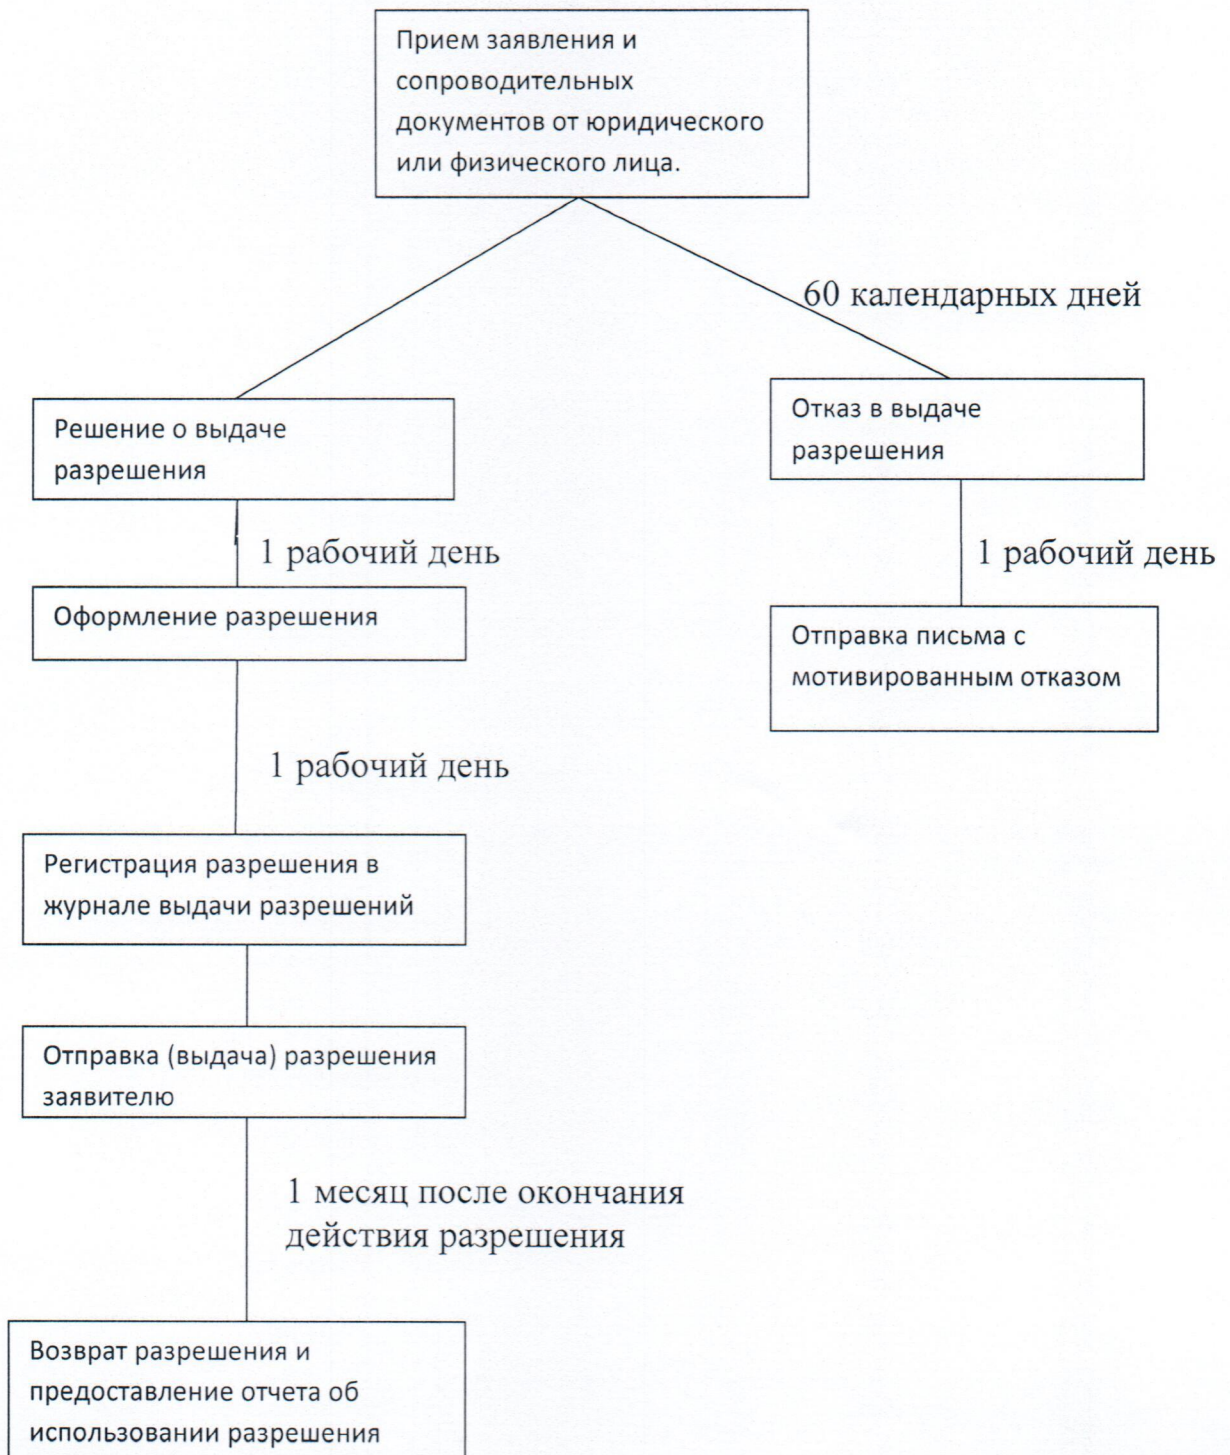 Прием заявления и
сопроводительных
документов от юридического
или физического лица.
60 календарных дней
Решение о выдаче
разрешения
Отказ в выдаче
разрешения
1 рабочий день
1 рабочий день
Оформление разрешения
Отправка письма с
мотивированным отказом
1 рабочий день
Регистрация разрешения в
журнале выдачи разрешений
Отправка (выдача) разрешения
заявителю
1 месяц после окончания
действия разрешения
Возврат разрешения и
предоставление отчета об
использовании разрешения